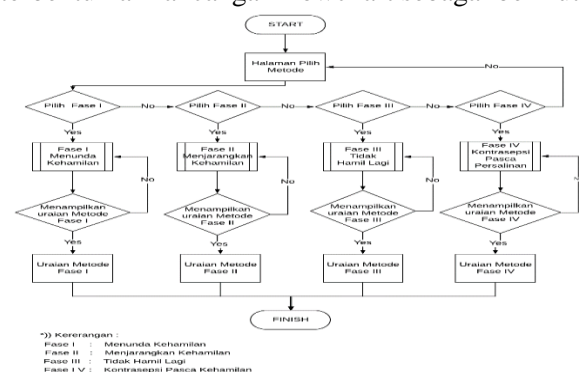 START
Halaman Pilih
Metode
No
Pilih Fase I
No
Pilih Fase II
No
Pilih Fase III
No
Pilih Fase IV
Yes
Yes
Yes
Yes
Fase I
Menunda
Kehamilan
Fase II
Menjarangkan
Kehamilan
Fase III
Tidak
Hamil Lagi
Fase IV
Kontrasepsi
Pasca
Persalinan
No
No
No
Menampilkan
uraian Metode
Fase I
Menampilkan
uraian Metode
Fase II
Menampilkan
uraian Metode
Fase III
Menampilkan
uraian Metode
Fase IV
Yes
Yes
Yes
Yes
Uraian Metode
Fase I
Uraian Metode
Fase II
Uraian Metode
Fase III
Uraian Metode
Fase IV
FINISH
*)) Kererangan :
Fase I : Menunda Kehamilan
Fase II : Menjarangkan Kehamilan
Fase III : Tidak Hamil Lagi
Fase I V : Kontrasepsi Pasca Kehamilan